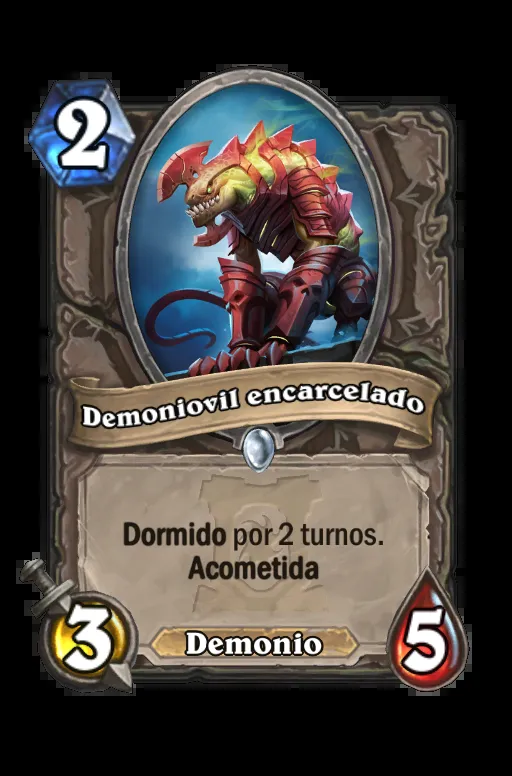 2
Demoniovil encarcelado
Dormido por 2 turnos.
Acometida
3
Demonio
5